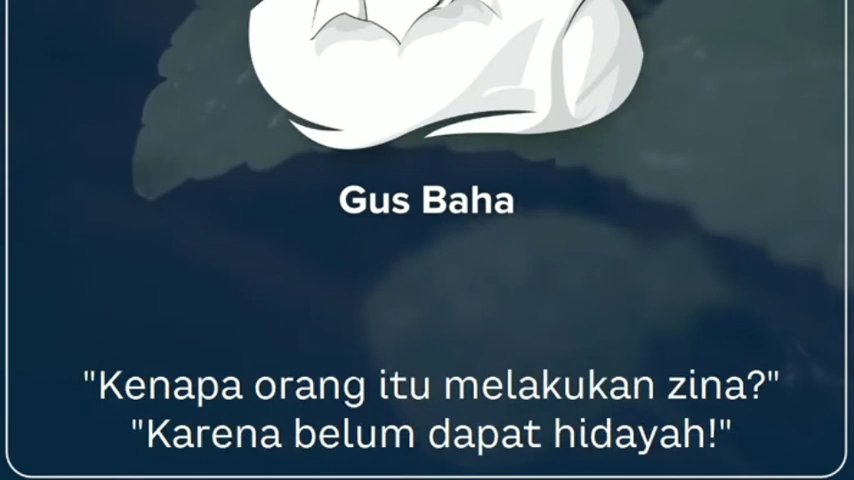 Gus Baha
"Kenapa orang itu melakukan zina?"
"Karena belum dapat hidayah!"